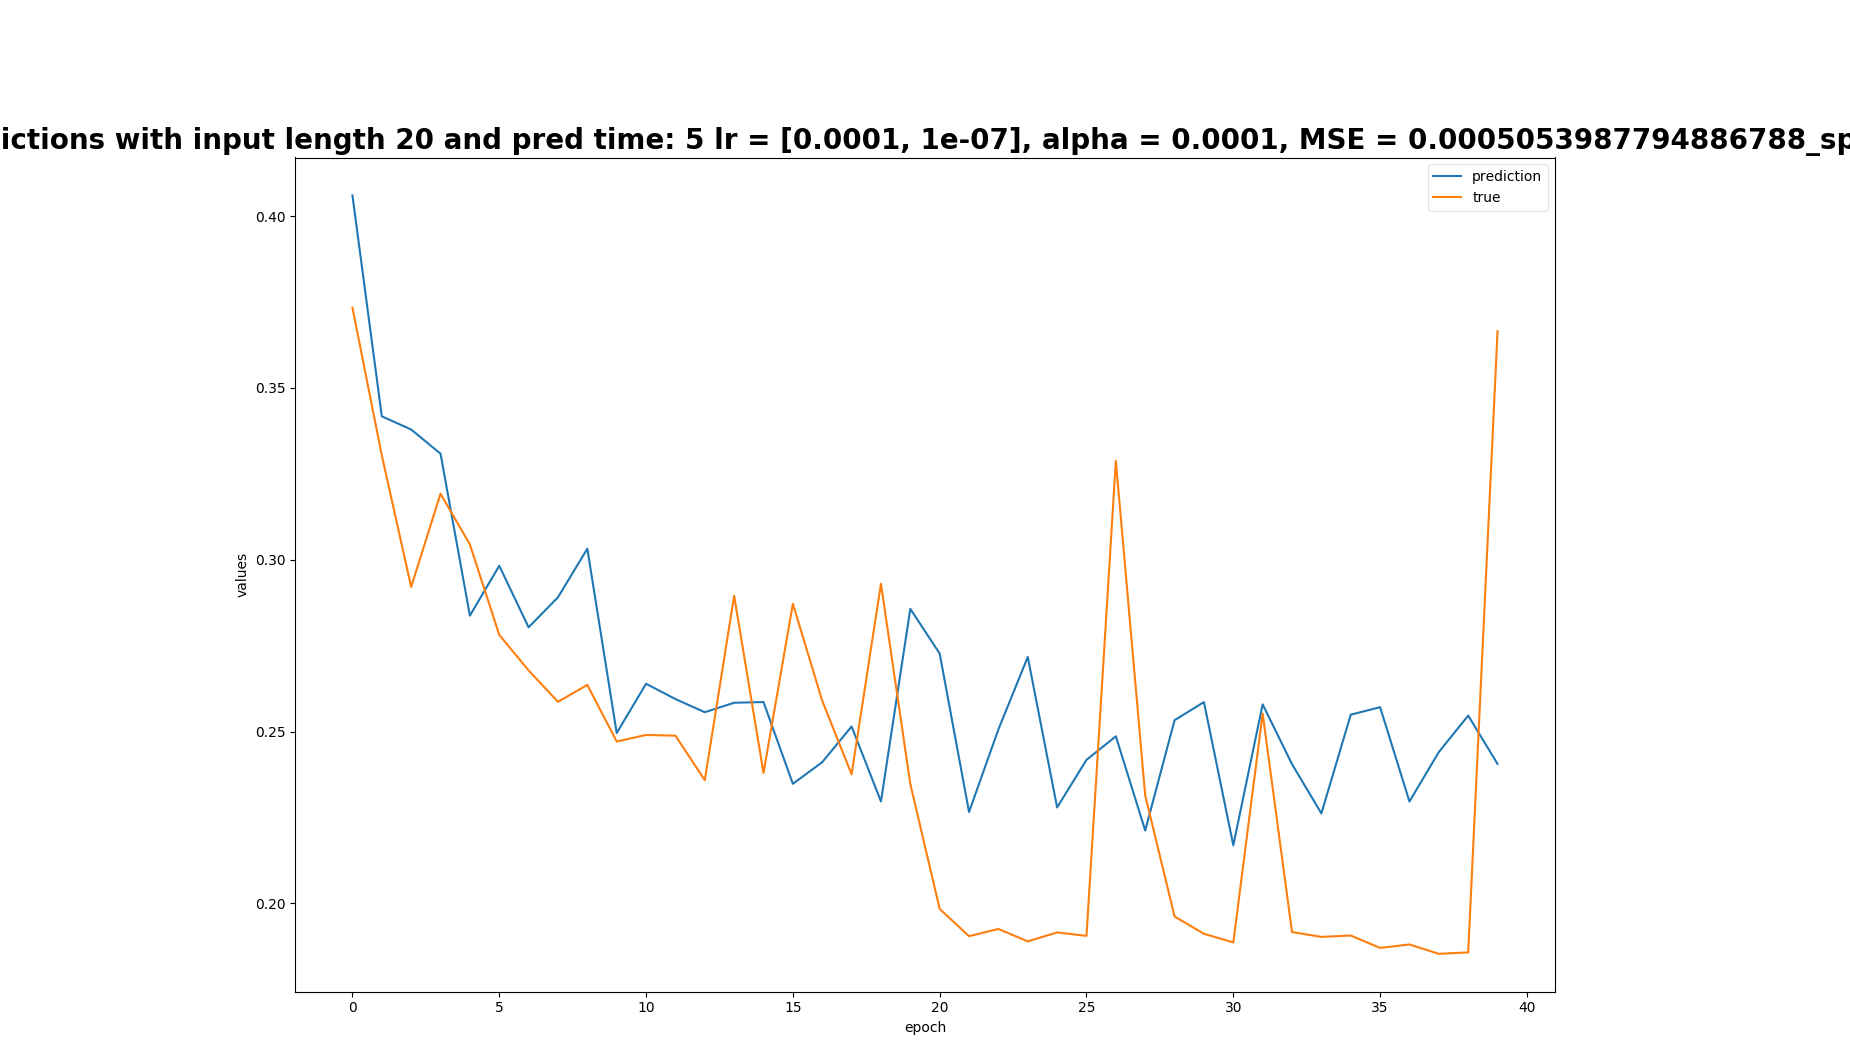 ictions with input length 20 and pred time: 5 lr = [0.0001, 1e-07], alpha = 0.0001, MSE = 0.0005053987794886788_sp
prediction
true
0.40
0.35
0.30
0.25
0.20
values
0 5 10 15 20 25 30 35 40
epoch